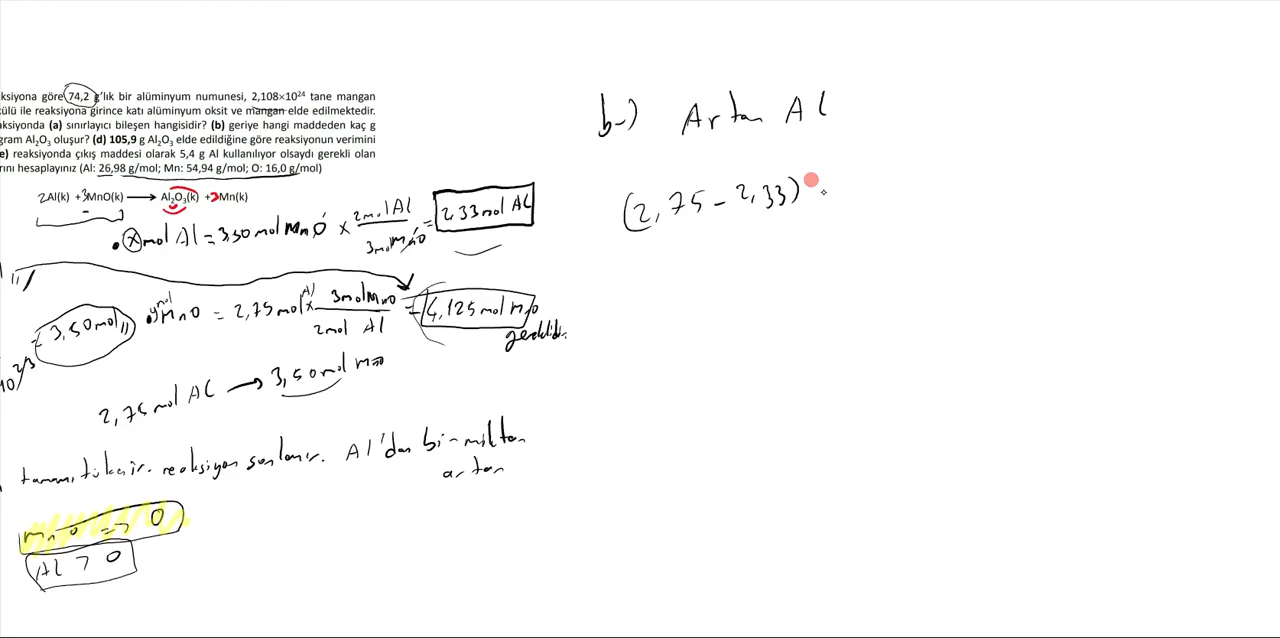 ksiyona göre 74,2 g'lık bir alüminyum numunesi, 2,108×10²⁴ tane mangan
külü ile reaksiyona girince katı alüminyum oksit ve mangan elde edilmektedir.
aksiyonda (a) sınırlayıcı bileşen hangisidir? (b) geriye hangi maddeden kaç g
gram Al₂O₃ oluşur? (d) 105,9 g Al₂O₃ elde edildiğine göre reaksiyonun verimini
e) reaksiyonda çıkış maddesi olarak 5,4 g Al kullanılıyor olsaydı gerekli olan
rını hesaplayınız (Al: 26,98 g/mol; Mn: 54,94 g/mol; O: 16,0 g/mol)
2Al(k) + 3MnO(k) → Al₂O₃(k) + 3Mn(k)
x mol Al = 3,50 mol MnO x 2 mol Al / 3 mol MnO = 2,33 mol Al
= 3,50 mol
y mol MnO = 2,75 mol Al x 3 mol MnO / 2 mol Al = 4,125 mol MnO
gereklidir.
2,75 mol Al → 3,50 mol MnO
tamamı tükenir. reaksiyon sonlanır. Al'dan bir miktar
artar
MnO => 0
Al > 0
b-) Artan Al
(2,75 - 2,33)